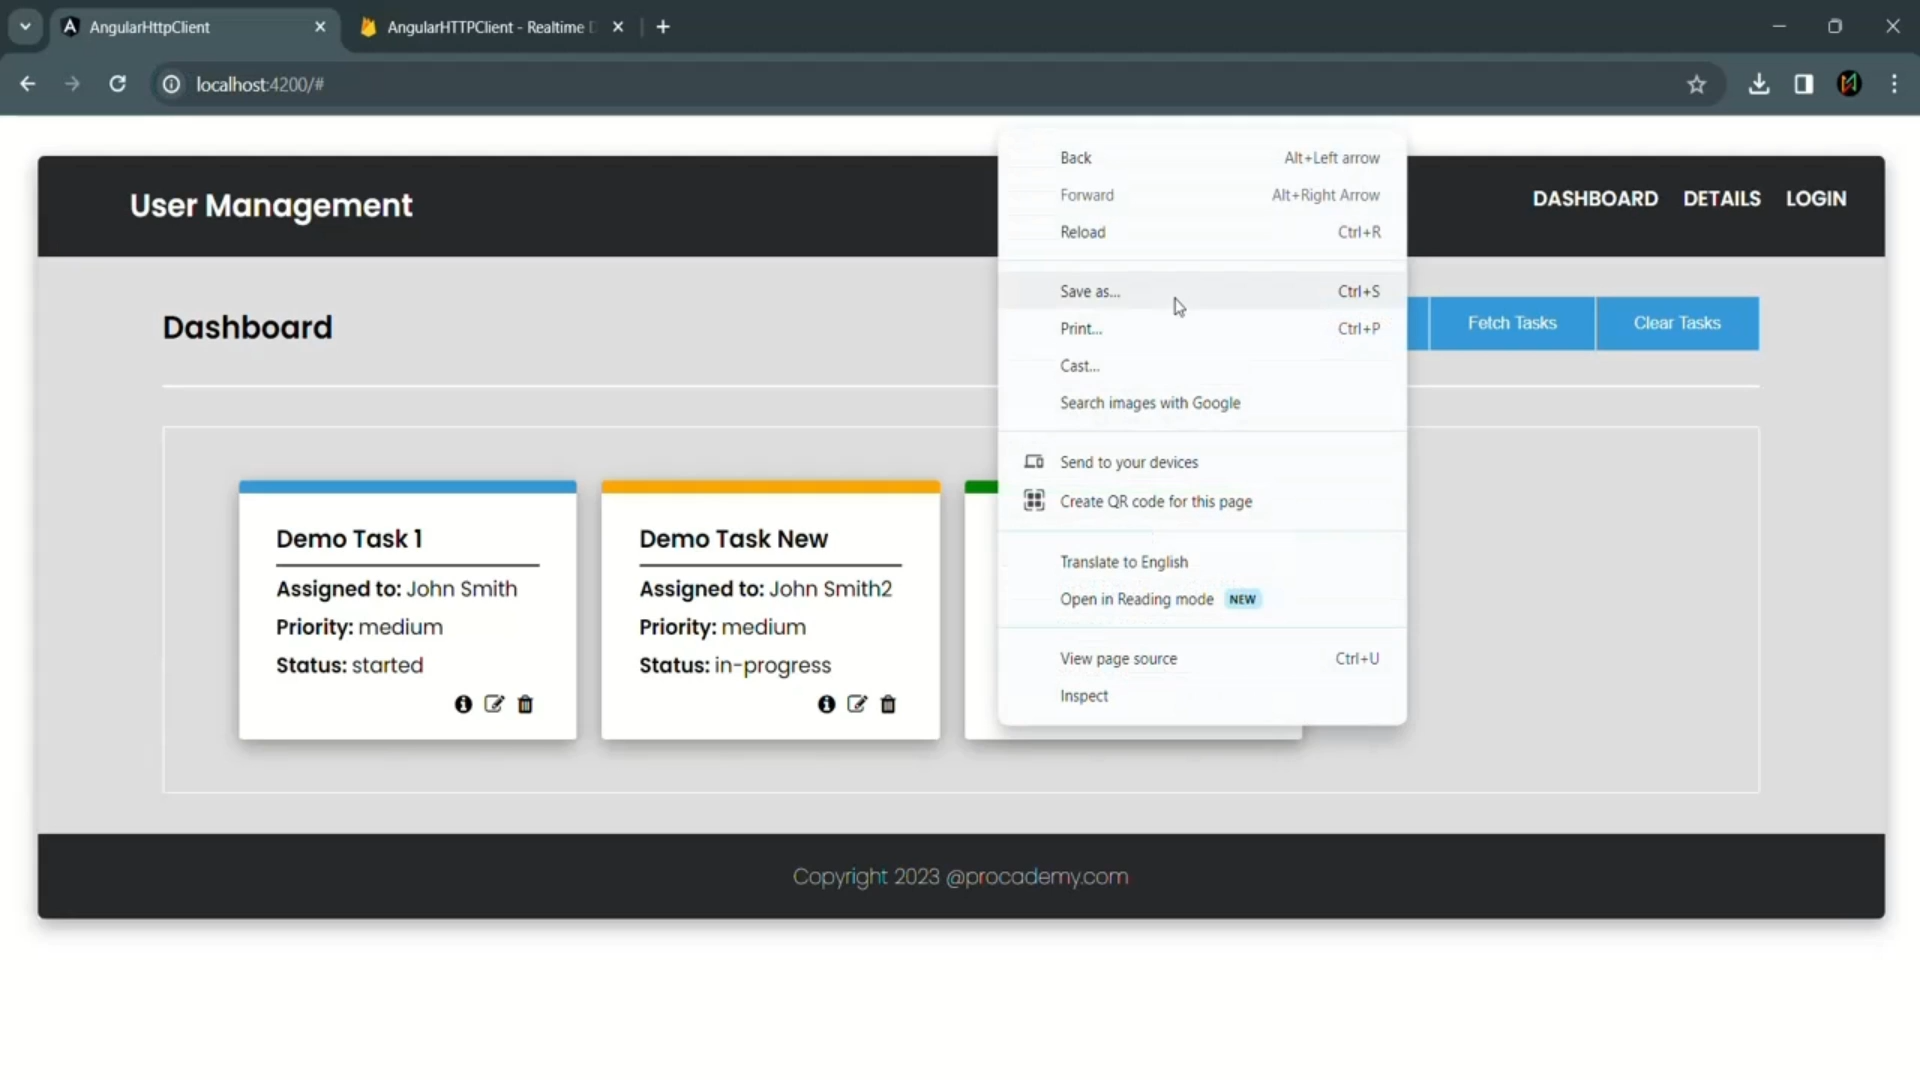 AngularHttpClient
AngularHTTPClient - Realtime
localhost:4200/#
User Management
DASHBOARD DETAILS LOGIN
Back Alt+Left arrow
Forward Alt+Right Arrow
Reload Ctrl+R
Save as... Ctrl+S
Print... Ctrl+P
Cast...
Search images with Google
Send to your devices
Create QR code for this page
Translate to English
Open in Reading mode NEW
View page source Ctrl+U
Inspect
Dashboard
Fetch Tasks
Clear Tasks
Demo Task 1
Assigned to: John Smith
Priority: medium
Status: started
Demo Task New
Assigned to: John Smith2
Priority: medium
Status: in-progress
Copyright 2023 @procademy.com